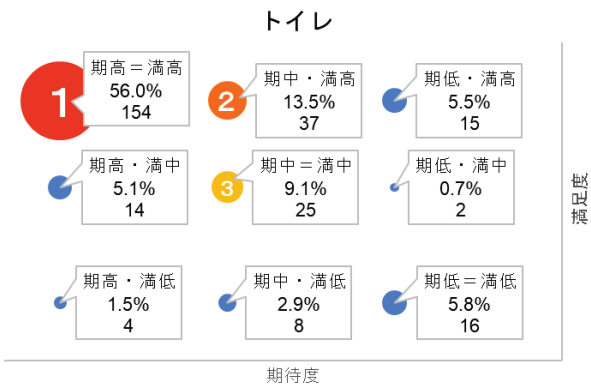 トイレ
1
期高＝満高
56.0%
154
2
期中・満高
13.5%
37
期低・満高
5.5%
15
期高・満中
5.1%
14
3
期中＝満中
9.1%
25
期低・満中
0.7%
2
期高・満低
1.5%
4
期中・満低
2.9%
8
期低＝満低
5.8%
16
満足度
期待度